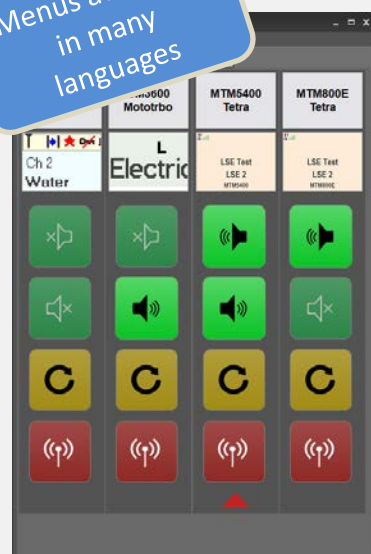 Menus
in many
languages
Mototrbo
MTM5400
Tetra
MTM800E
Tetra
Ch 2
Water
L
Electric
LSE Test
LSE 2
MTM5400
LSE Test
LSE 2
MTM800E
C
C
C
C